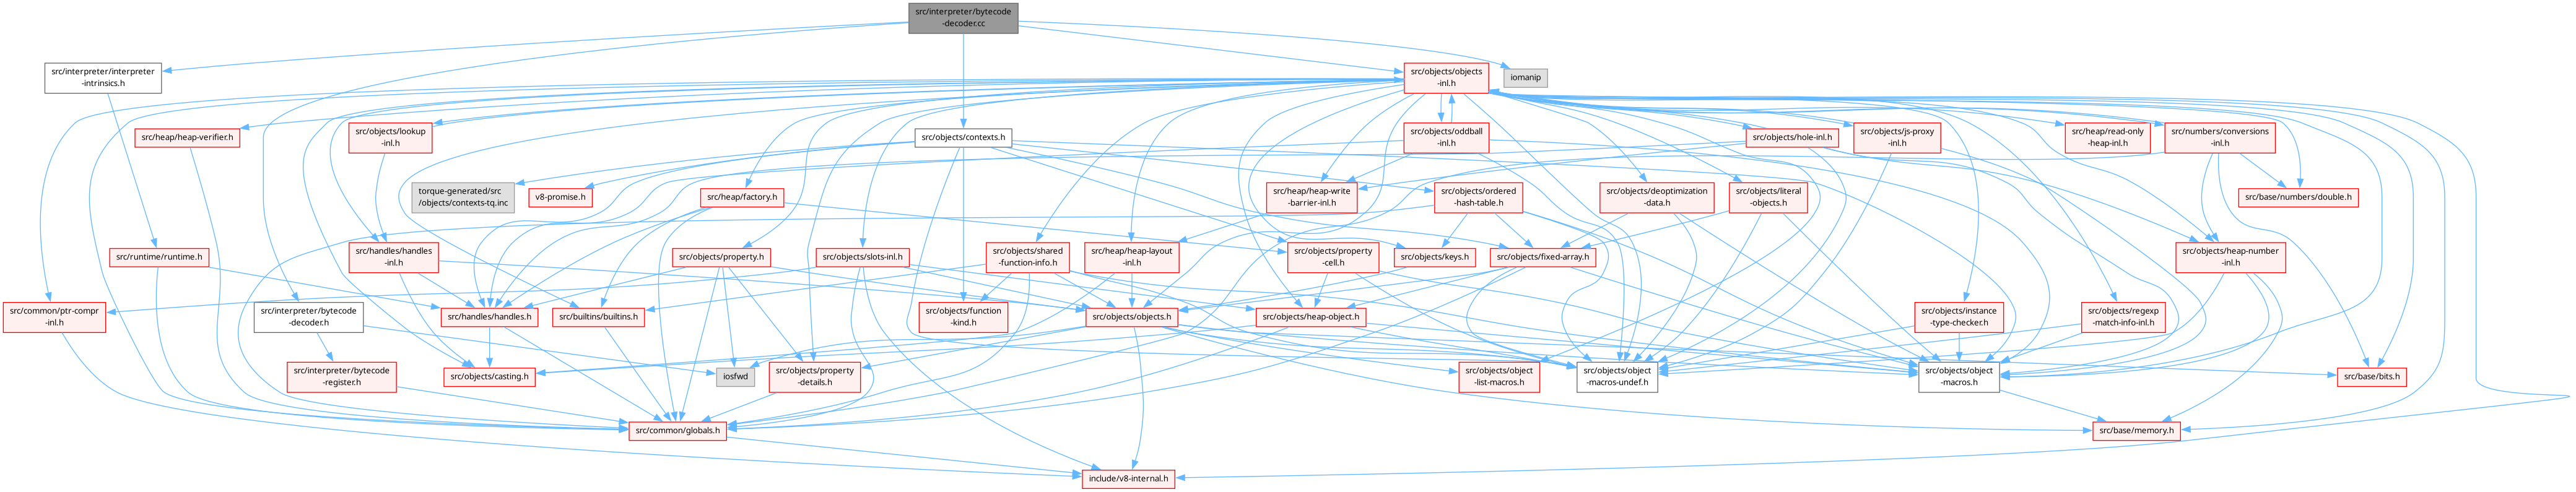 src/interpreter/bytecode
-decoder.cc
src/interpreter/interpreter
-intrinsics.h
src/objects/objects
-inl.h
iomanip
src/heap/heap-verifier.h
src/objects/lookup
-inl.h
src/objects/contexts.h
src/objects/oddball
-inl.h
src/objects/hole-inl.h
src/objects/js-proxy
-inl.h
src/heap/read-only
-heap-inl.h
src/numbers/conversions
-inl.h
torque-generated/src
/objects/contexts-tq.inc
v8-promise.h
src/heap/factory.h
src/heap/heap-write
-barrier-inl.h
src/objects/ordered
-hash-table.h
src/objects/deoptimization
-data.h
src/objects/literal
-objects.h
src/base/numbers/double.h
src/runtime/runtime.h
src/handles/handles
-inl.h
src/objects/property.h
src/objects/slots-inl.h
src/objects/shared
-function-info.h
src/heap/heap-layout
-inl.h
src/objects/property
-cell.h
src/objects/keys.h
src/objects/fixed-array.h
src/objects/heap-number
-inl.h
src/common/ptr-compr
-inl.h
src/interpreter/bytecode
-decoder.h
src/handles/handles.h
src/builtins/builtins.h
src/objects/function
-kind.h
src/objects/objects.h
src/objects/heap-object.h
src/objects/instance
-type-checker.h
src/objects/regexp
-match-info-inl.h
src/interpreter/bytecode
-register.h
src/objects/casting.h
iosfwd
src/objects/property
-details.h
src/objects/object
-list-macros.h
src/objects/object
-macros-undef.h
src/objects/object
-macros.h
src/base/bits.h
src/common/globals.h
src/base/memory.h
include/v8-internal.h